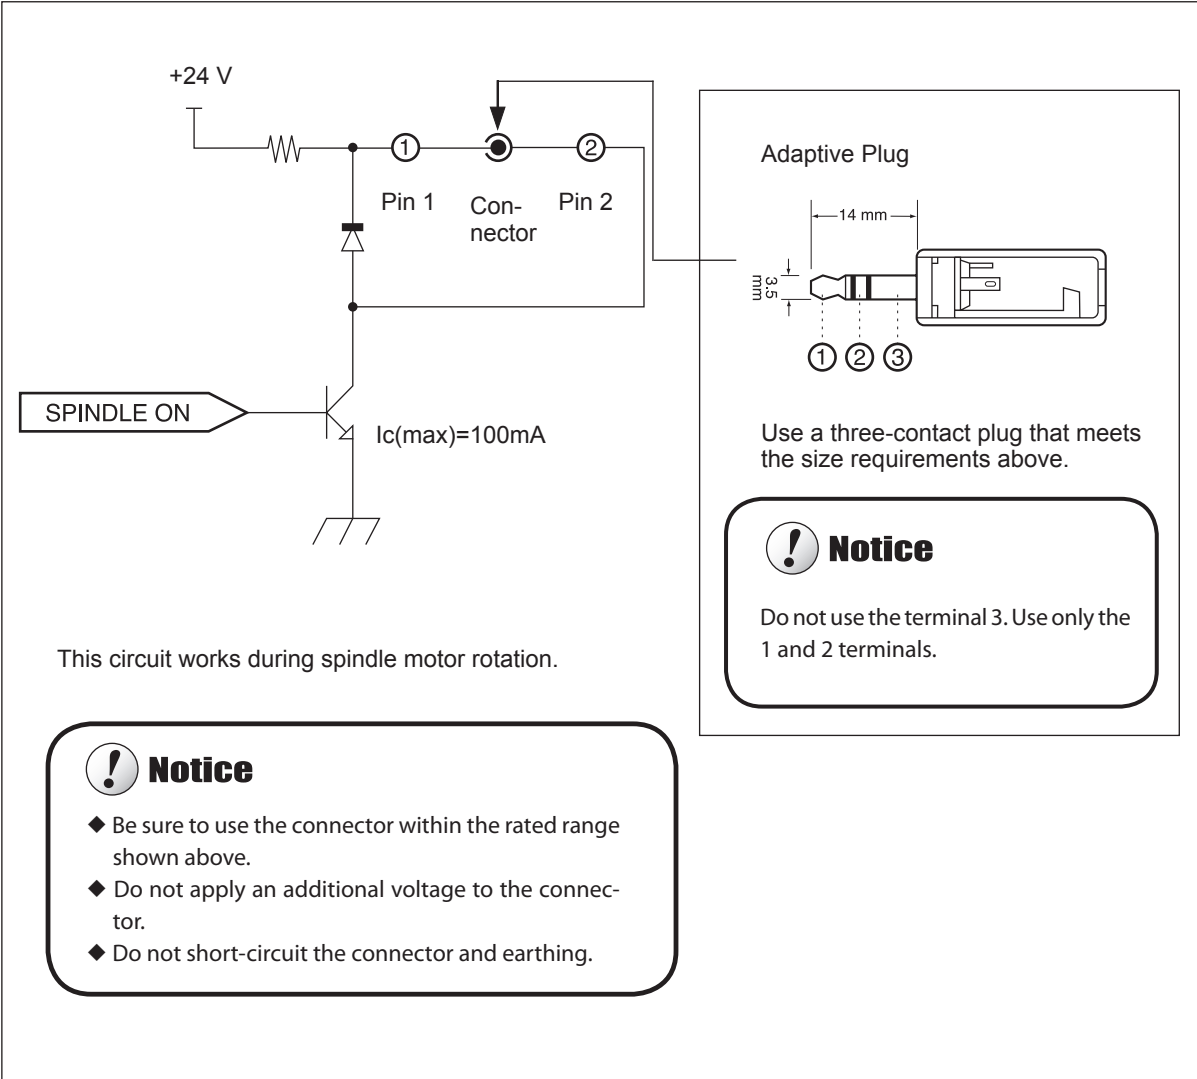 +24 V
①
②
Pin 1
Con-
nector
Pin 2
SPINDLE ON
Ic(max)=100mA
This circuit works during spindle motor rotation.
Notice
◆ Be sure to use the connector within the rated range
shown above.
◆ Do not apply an additional voltage to the connec-
tor.
◆ Do not short-circuit the connector and earthing.
Adaptive Plug
14 mm
3.5
mm
① ② ③
Use a three-contact plug that meets
the size requirements above.
Notice
Do not use the terminal 3. Use only the
1 and 2 terminals.